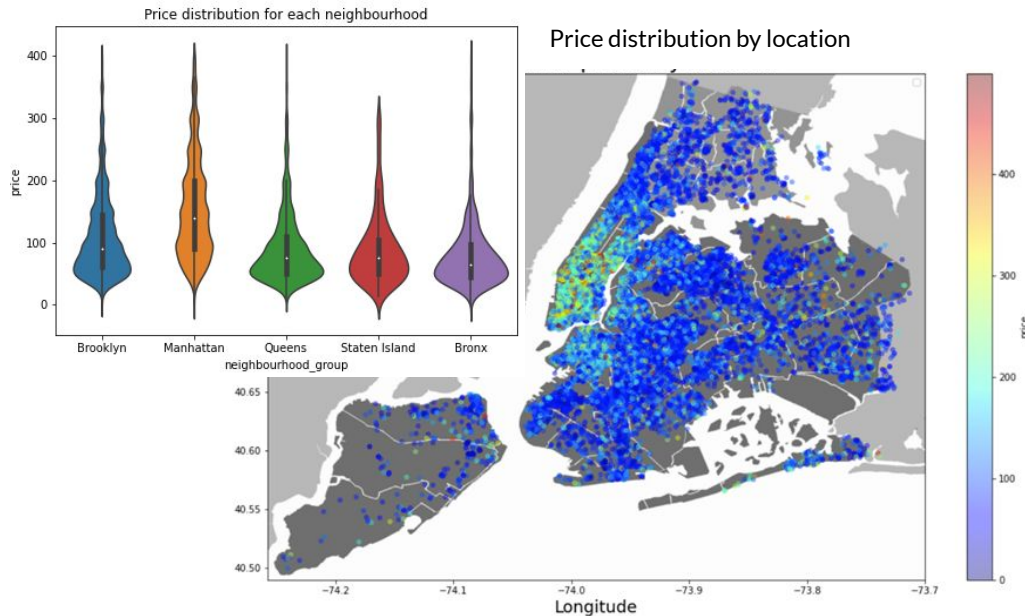 Price distribution for each neighbourhood
400
300
200
100
0
price
Brooklyn Manhattan Queens Staten Island Bronx
neighbourhood_group
Price distribution by location
40.65
40.60
40.55
40.50
−74.2 −74.1 −74.0 −73.9 −73.8 −73.7
Longitude
400
300
200
100
0
price